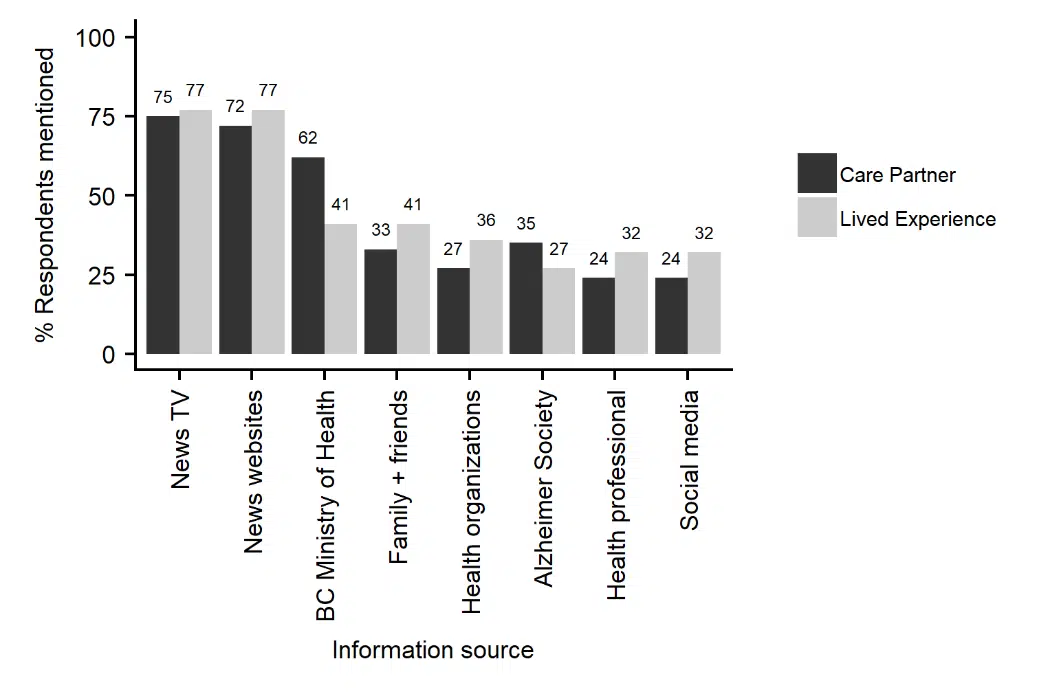 % Respondents mentioned
100
75
50
25
0
75 77
72 77
62 41
33 41
27 36
35 27
24 32
24 32
News TV
News websites
BC Ministry of Health
Family + friends
Health organizations
Alzheimer Society
Health professional
Social media
Information source
Care Partner
Lived Experience